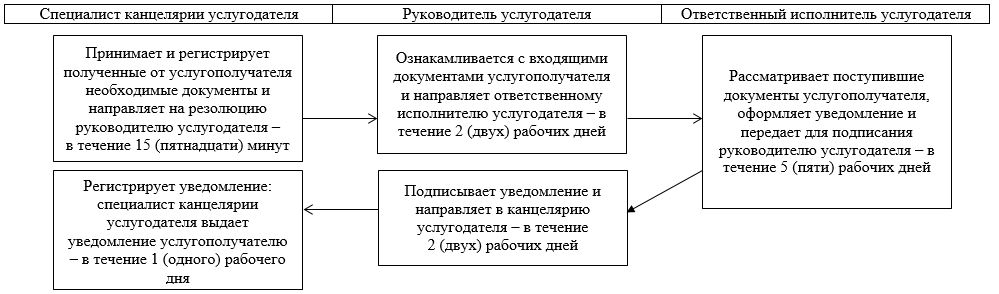 Специалист канцелярии услугодателя
Руководитель услугодателя
Ответственный исполнитель услугодателя
Принимает и регистрирует
полученные от услугополучателя
необходимые документы и
направляет на резолюцию
руководителю услугодателя –
в течение 15 (пятнадцати) минут
Ознакамливается с входящими
документами услугополучателя
и направляет ответственному
исполнителю услугодателя – в
течение 2 (двух) рабочих дней
Рассматривает поступившие
документы услугополучателя,
оформляет уведомление и
передает для подписания
руководителю услугодателя – в
течение 5 (пяти) рабочих дней
Подписывает уведомление и
направляет в канцелярию
услугодателя – в течение
2 (двух) рабочих дней
Регистрирует уведомление:
специалист канцелярии
услугодателя выдает
уведомление услугополучателю
– в течение 1 (одного) рабочего
дня